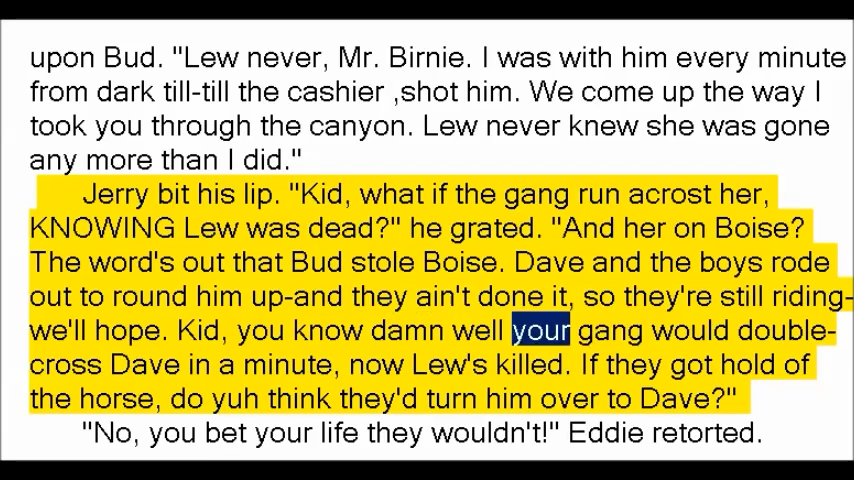 upon Bud. "Lew never, Mr. Birnie. I was with him every minute
from dark till-till the cashier ,shot him. We come up the way I
took you through the canyon. Lew never knew she was gone
any more than I did."
Jerry bit his lip. "Kid, what if the gang run acrost her,
KNOWING Lew was dead?" he grated. "And her on Boise?
The word's out that Bud stole Boise. Dave and the boys rode
out to round him up-and they ain't done it, so they're still riding-
we'll hope. Kid, you know damn well your gang would double-
cross Dave in a minute, now Lew's killed. If they got hold of
the horse, do yuh think they'd turn him over to Dave?"
"No, you bet your life they wouldn't!" Eddie retorted.